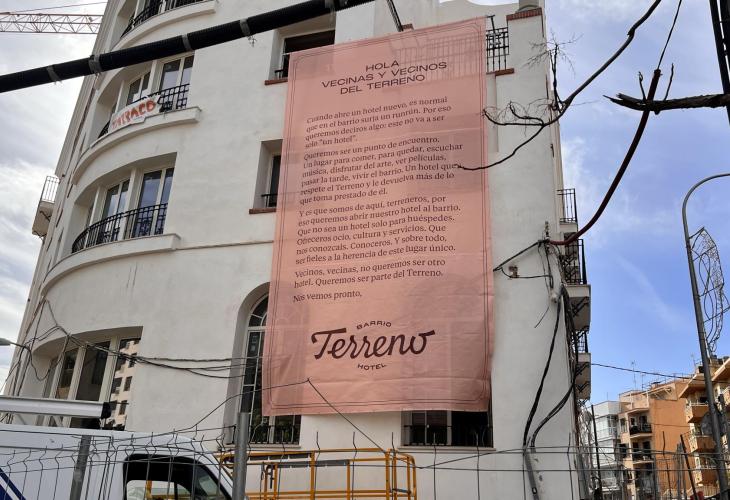 HOLA
VECINAS Y VECINOS
DEL TERRENO
Cuando abre un hotel nuevo, es normal
que en el barrio surja un runrún. Por eso
queremos deciros algo: este no va a ser
solo "un hotel".
Queremos ser un punto de encuentro.
Un lugar para comer, para quedar, escuchar
música, disfrutar del arte, ver películas,
pasar la tarde, vivir el barrio. Un hotel que
respete el Terreno y le devuelva más de lo
que toma prestado de él.
Y es que somos de aquí, terreneros, por
eso queremos abrir nuestro hotel al barrio.
Que no sea un hotel solo para huéspedes.
Ofreceros ocio, cultura y servicios. Que
nos conozcáis. Conoceros. Y sobre todo,
ser fieles a la herencia de este lugar único.
Vecinos, vecinas, no queremos ser otro
hotel. Queremos ser parte del Terreno.
Nos vemos pronto,
BARRIO
Terreno
HOTEL